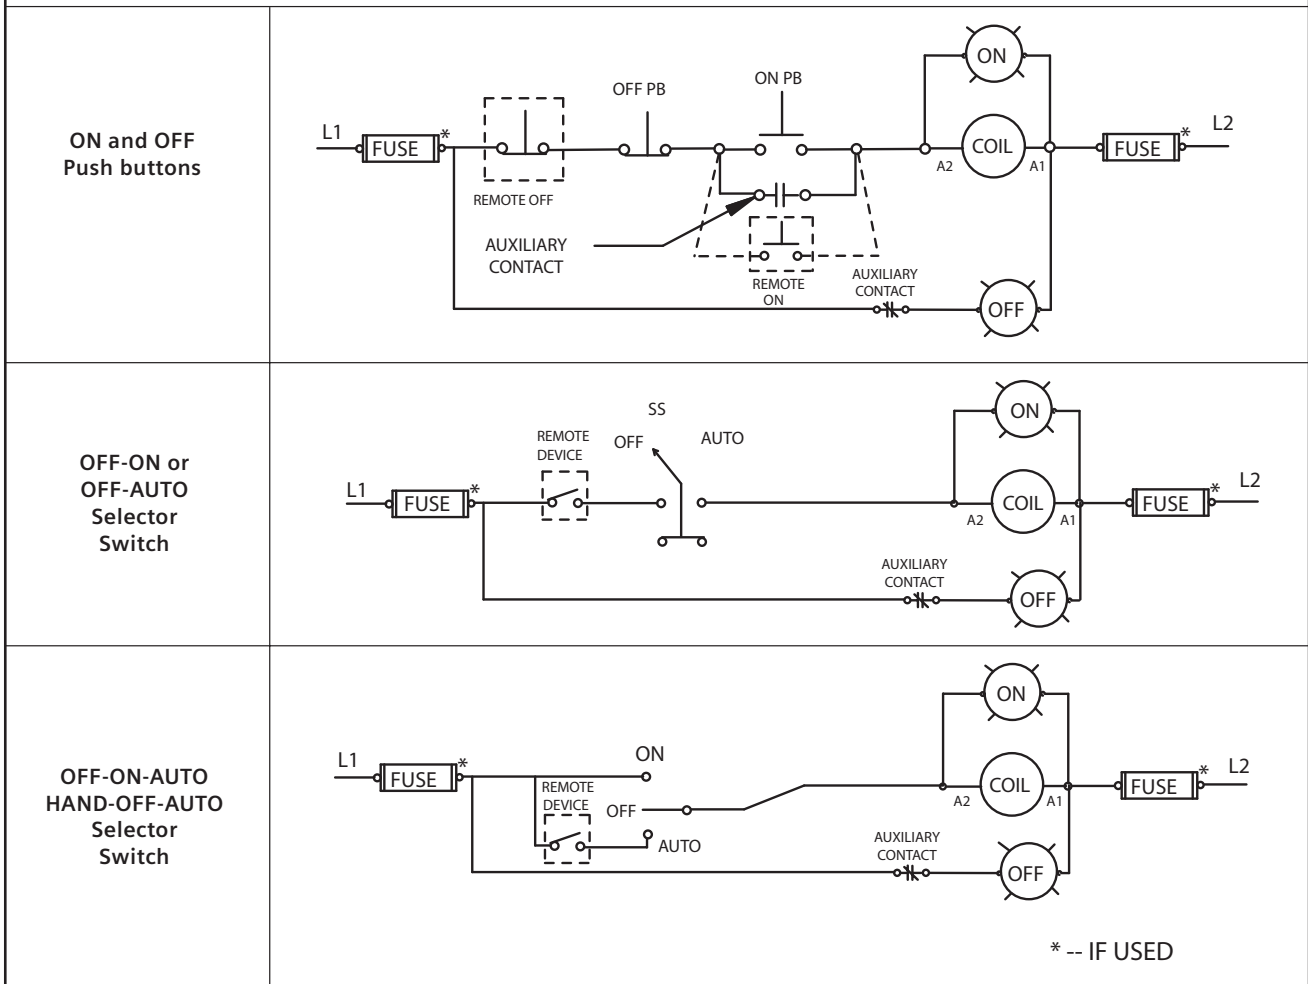 ON and OFF
Push buttons
L1
FUSE
*
REMOTE OFF
OFF PB
ON PB
AUXILIARY
CONTACT
REMOTE
ON
AUXILIARY
CONTACT
ON
COIL
A2
A1
OFF
FUSE
*
L2
OFF-ON or
OFF-AUTO
Selector
Switch
L1
FUSE
*
REMOTE
DEVICE
SS
OFF
AUTO
AUXILIARY
CONTACT
ON
COIL
A2
A1
OFF
FUSE
*
L2
OFF-ON-AUTO
HAND-OFF-AUTO
Selector
Switch
L1
FUSE
*
REMOTE
DEVICE
ON
OFF
AUTO
AUXILIARY
CONTACT
ON
COIL
A2
A1
OFF
FUSE
*
L2
* -- IF USED